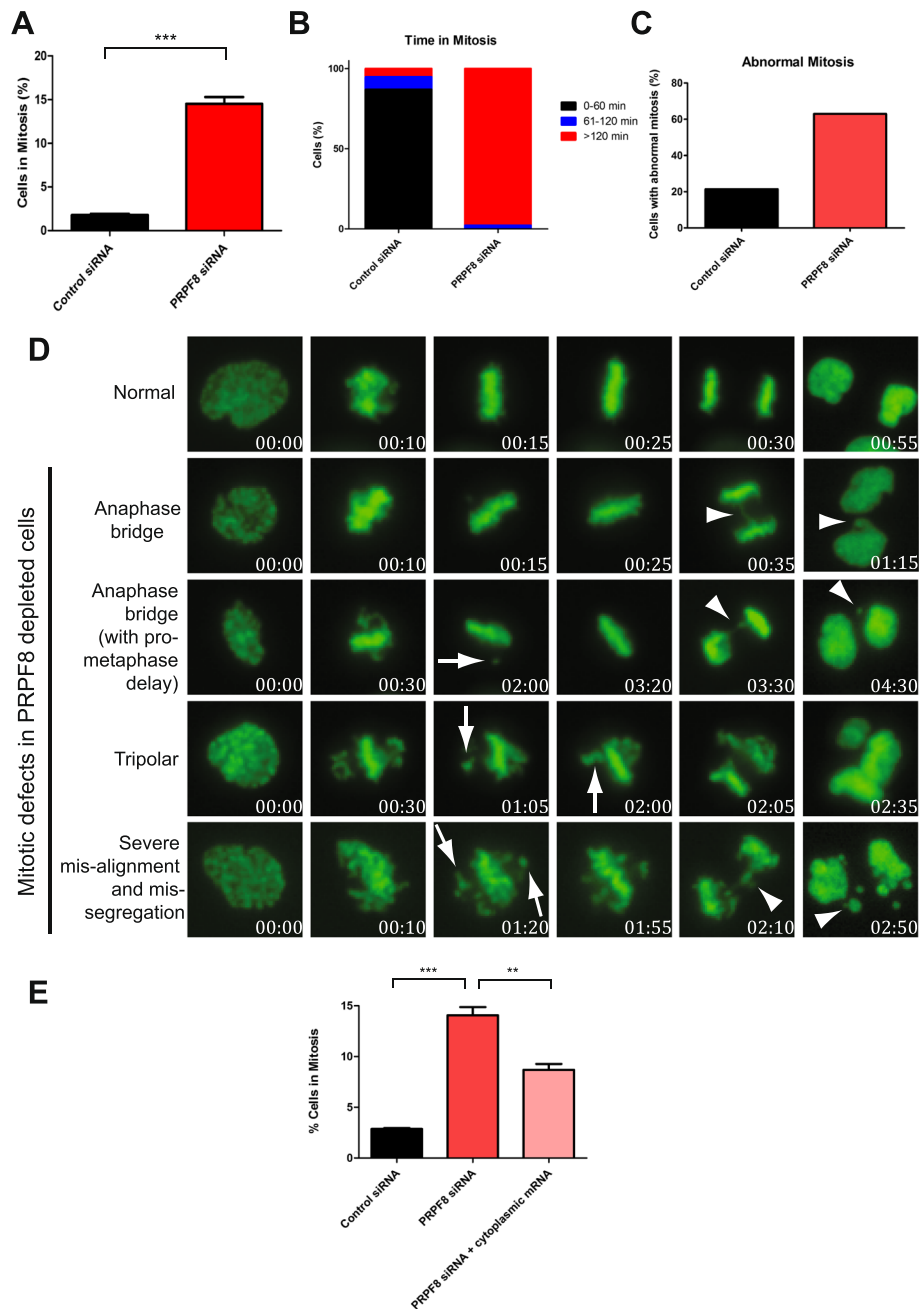 A
***
Cells in Mitosis (%)
20
15
10
5
0
Control siRNA
PRPF8 siRNA
B
Time in Mitosis
Cells (%)
100
50
0
Control siRNA
PRPF8 siRNA
0-60 min
61-120 min
>120 min
C
Abnormal Mitosis
Cells with abnormal mitosis (%)
80
60
40
20
0
Control siRNA
PRPF8 siRNA
D
Mitotic defects in PRPF8 depleted cells
Normal
00:00
00:10
00:15
00:25
00:30
00:55
Anaphase
bridge
00:00
00:10
00:15
00:25
00:35
01:15
Anaphase
bridge
(with pro-
metaphase
delay)
00:00
00:30
02:00
03:20
03:30
04:30
Tripolar
00:00
00:30
01:05
02:00
02:05
02:35
Severe
mis-alignment
and mis-
segregation
00:00
00:10
01:20
01:55
02:10
02:50
E
***
**
% Cells in Mitosis
15
10
5
0
Control siRNA
PRPF8 siRNA
PRPF8 siRNA + cytoplasmic mRNA